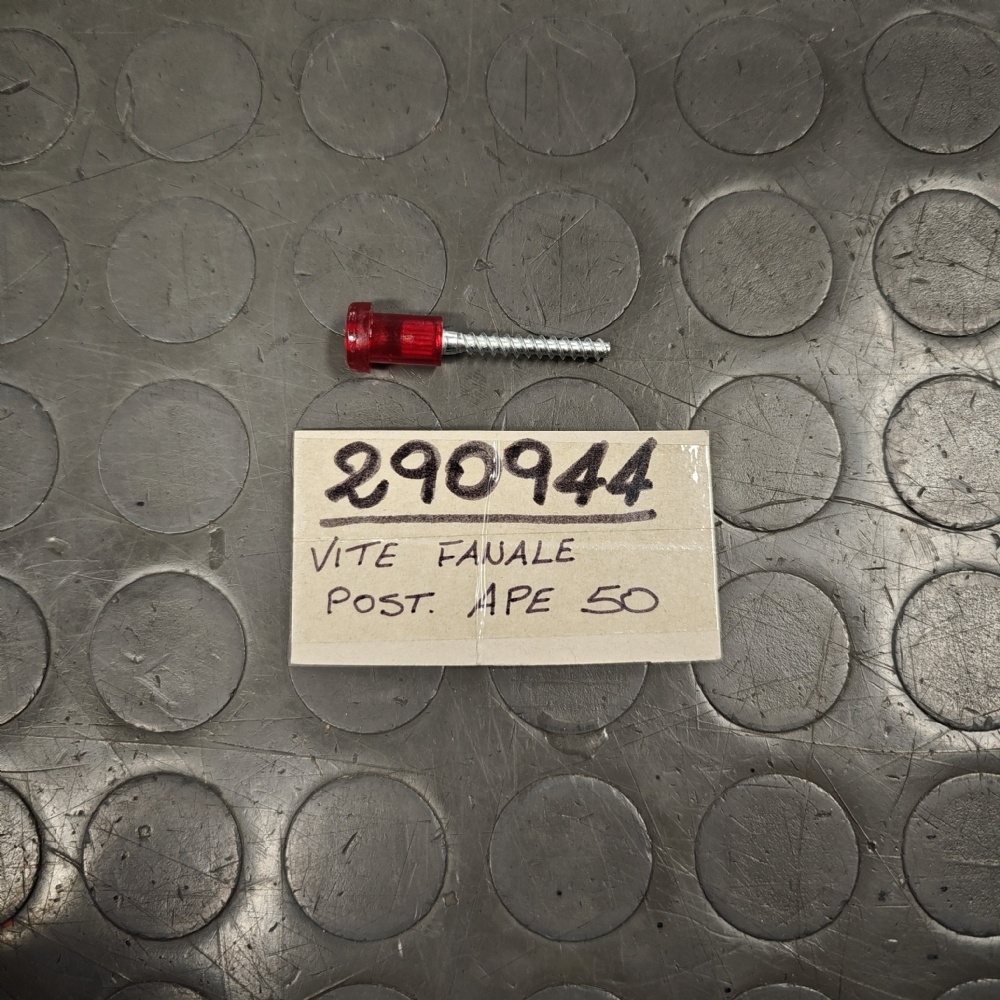 290944
VITE FANALE
POST. APE 50